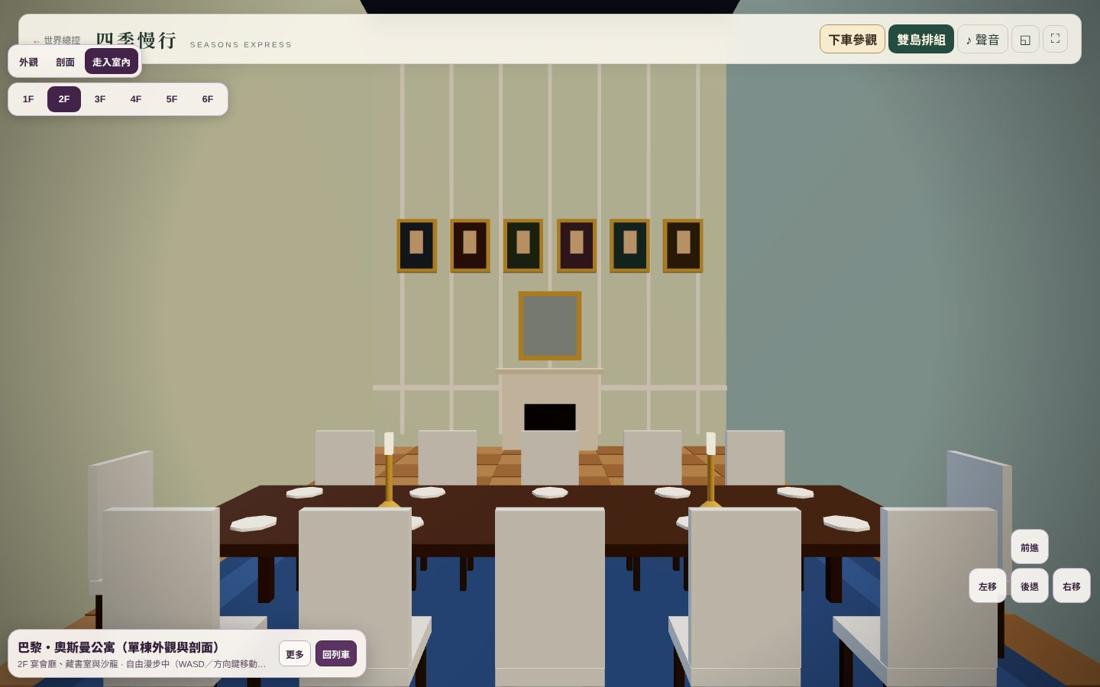 ← 世界總控
四季慢行
SEASONS EXPRESS
下車參觀
雙島排組
♪ 聲音
外觀
剖面
走入室內
1F
2F
3F
4F
5F
6F
前進
左移
後退
右移
巴黎・奧斯曼公寓（單棟外觀與剖面）
2F 宴會廳、藏書室與沙龍 · 自由漫步中（WASD／方向鍵移動…
更多
回列車